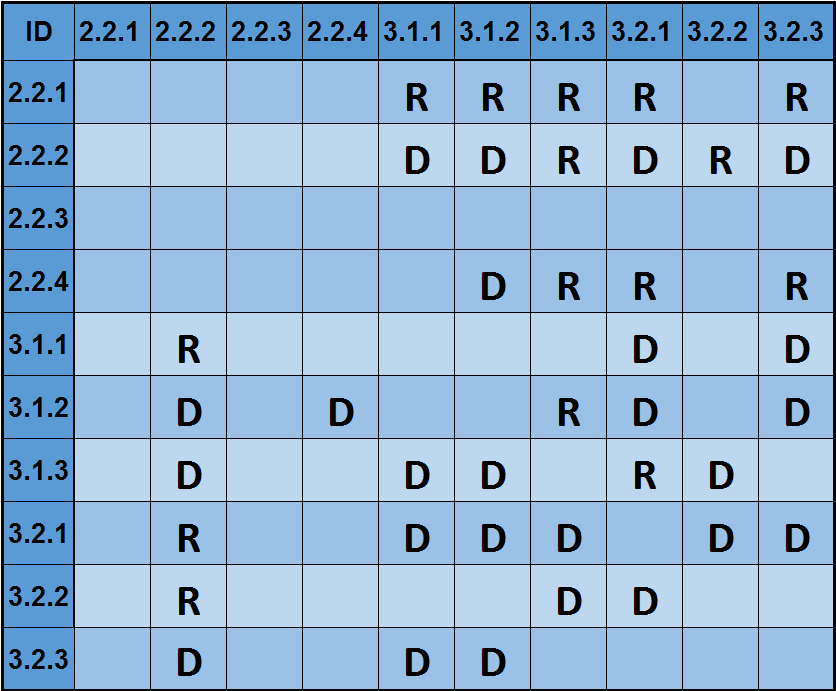 ID 2.2.1 2.2.2 2.2.3 2.2.4 3.1.1 3.1.2 3.1.3 3.2.1 3.2.2 3.2.3
2.2.1 R R R R R
2.2.2 D D R D R D
2.2.3
2.2.4 D R R R
3.1.1 R D D
3.1.2 D D R D D
3.1.3 D D D R D
3.2.1 R D D D D D
3.2.2 R D D
3.2.3 D D D